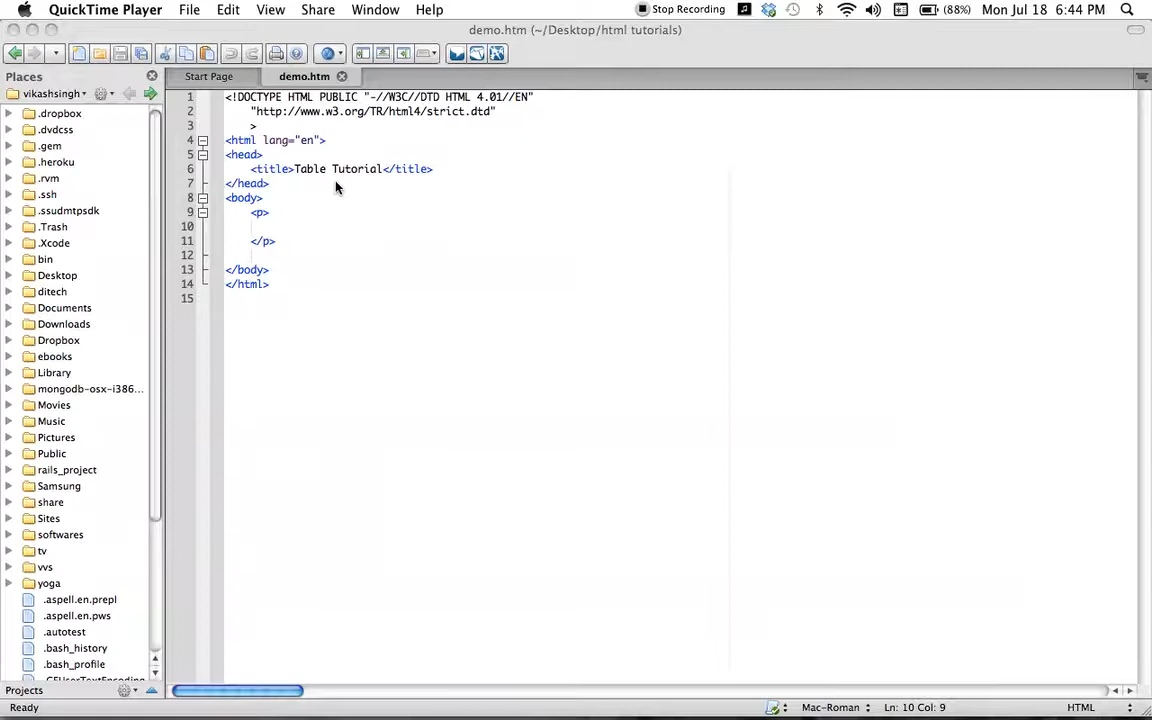 QuickTime Player File Edit View Share Window Help Stop Recording (88%) Mon Jul 18 6:44 PM
demo.htm (~/Desktop/html tutorials)
Places
Start Page demo.htm
vikashsingh
.dropbox
.dvdcss
.gem
.heroku
.rvm
.ssh
.ssudmtpsdk
.Trash
.Xcode
bin
Desktop
ditech
Documents
Downloads
Dropbox
ebooks
Library
mongodb-osx-i386...
Movies
Music
Pictures
Public
rails_project
Samsung
share
Sites
softwares
tv
vvs
yoga
.aspell.en.prepl
.aspell.en.pws
.autotest
.bash_history
.bash_profile
.CFUserTextEncoding
1 <!DOCTYPE HTML PUBLIC "-//W3C//DTD HTML 4.01//EN"
2 "http://www.w3.org/TR/html4/strict.dtd"
3 >
4 <html lang="en">
5 <head>
6 <title>Table Tutorial</title>
7 </head>
8 <body>
9 <p>
10
11 </p>
12
13 </body>
14 </html>
15
Projects
Ready Mac-Roman Ln: 10 Col: 9 HTML